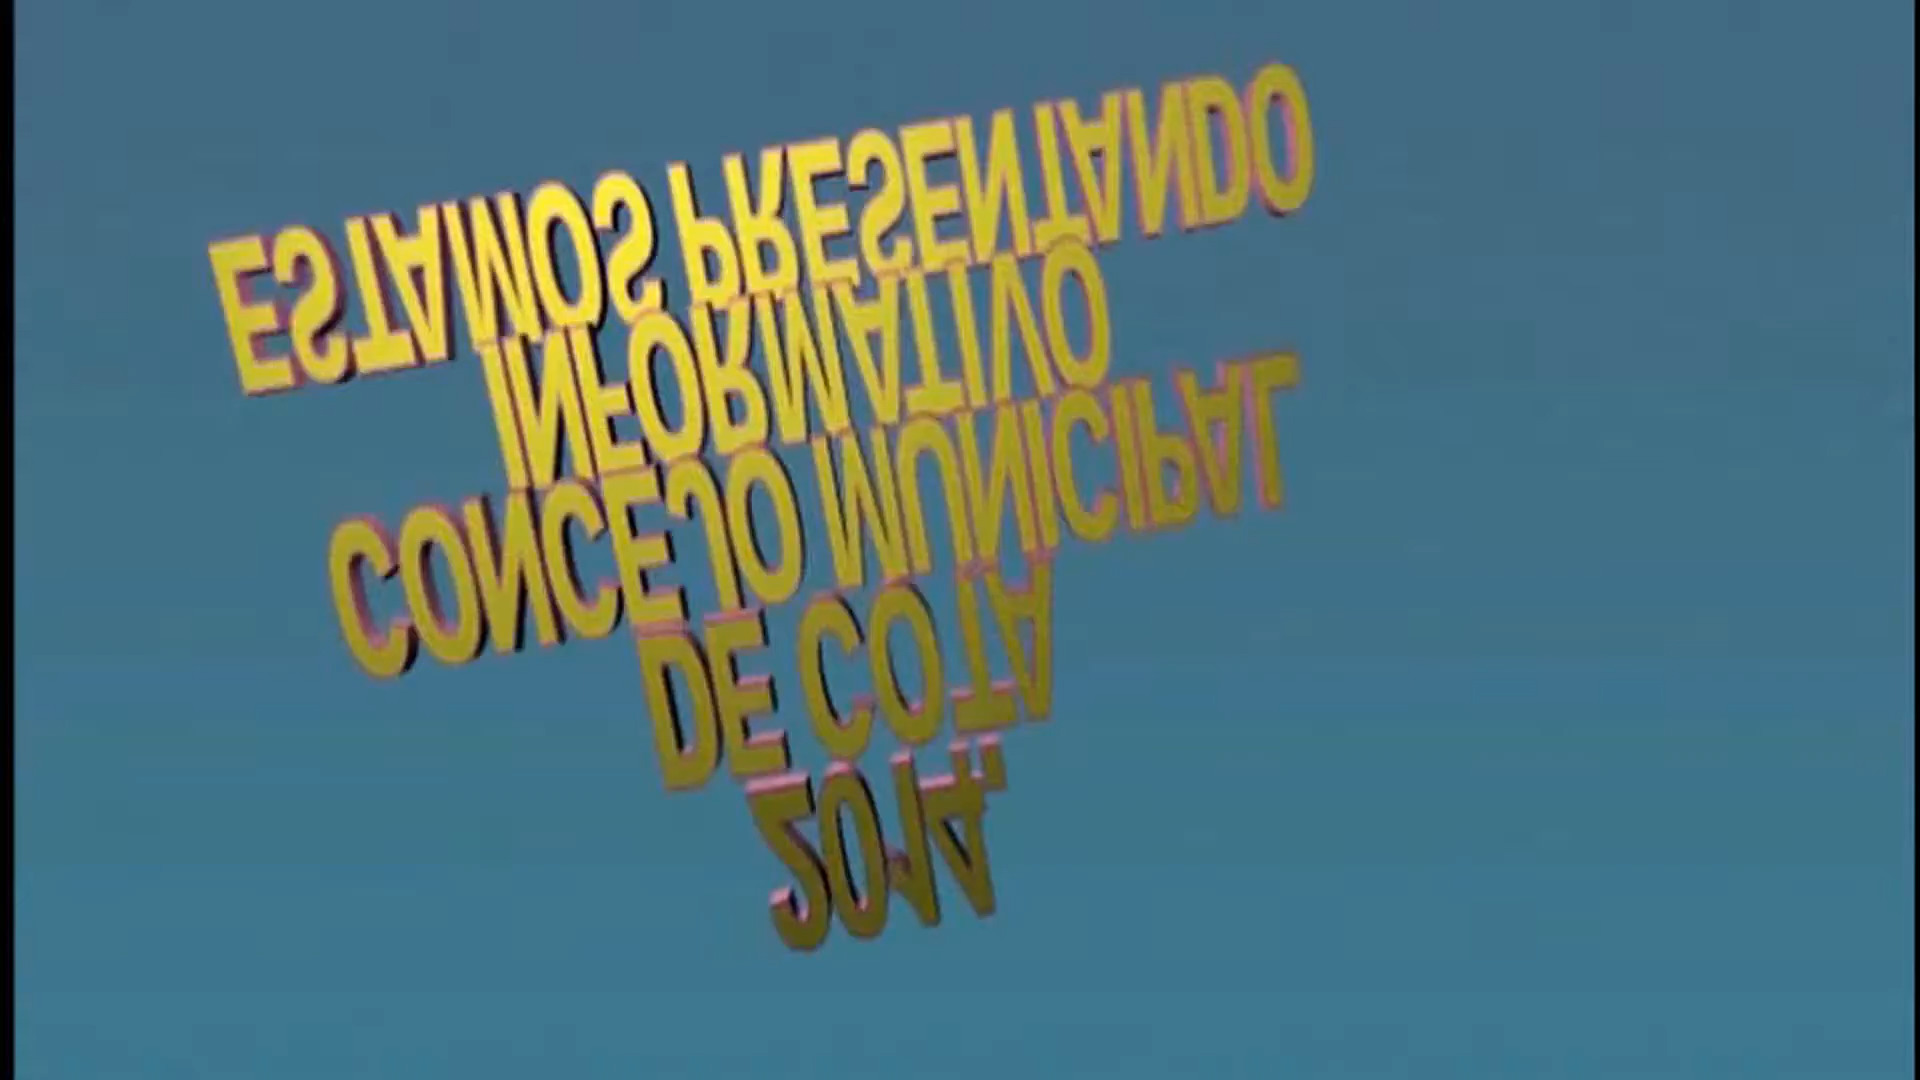 ESTAMOS PRESENTANDO
INFORMATIVO
CONCEJO MUNICIPAL
DE COTA
2014"